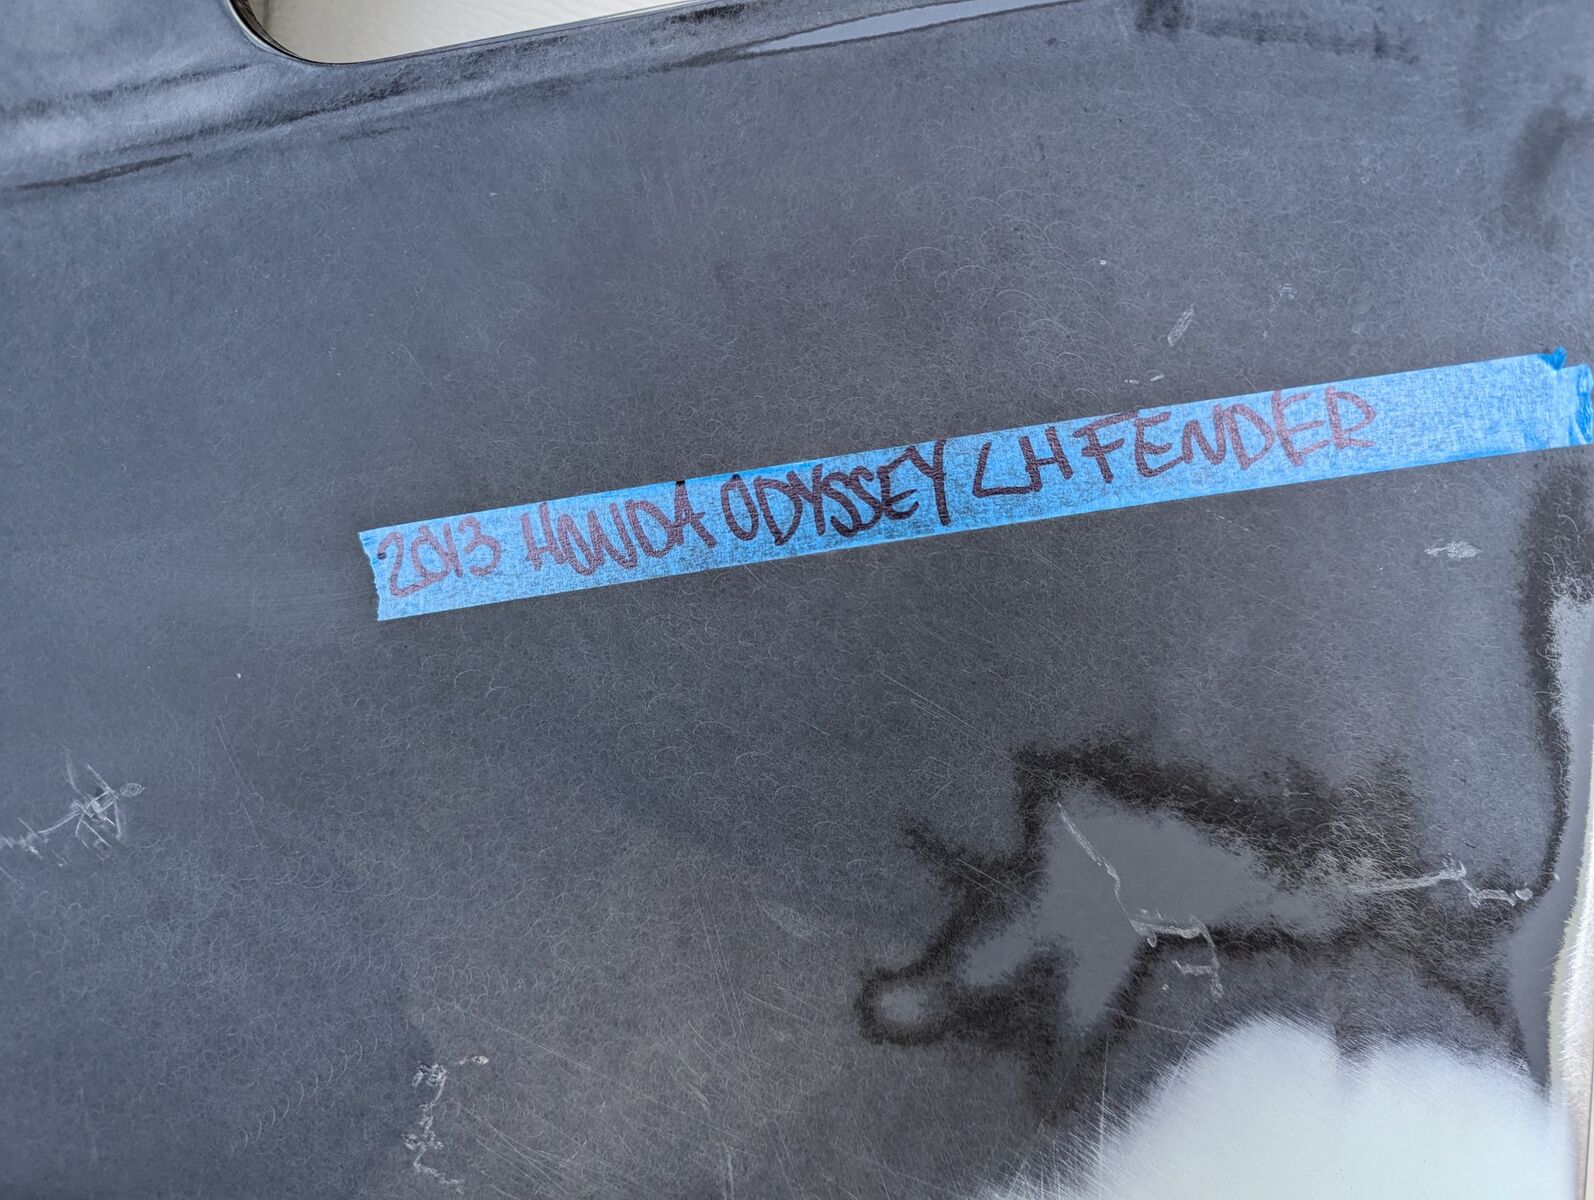 2013 HONDA ODYSSEY LH FENDER